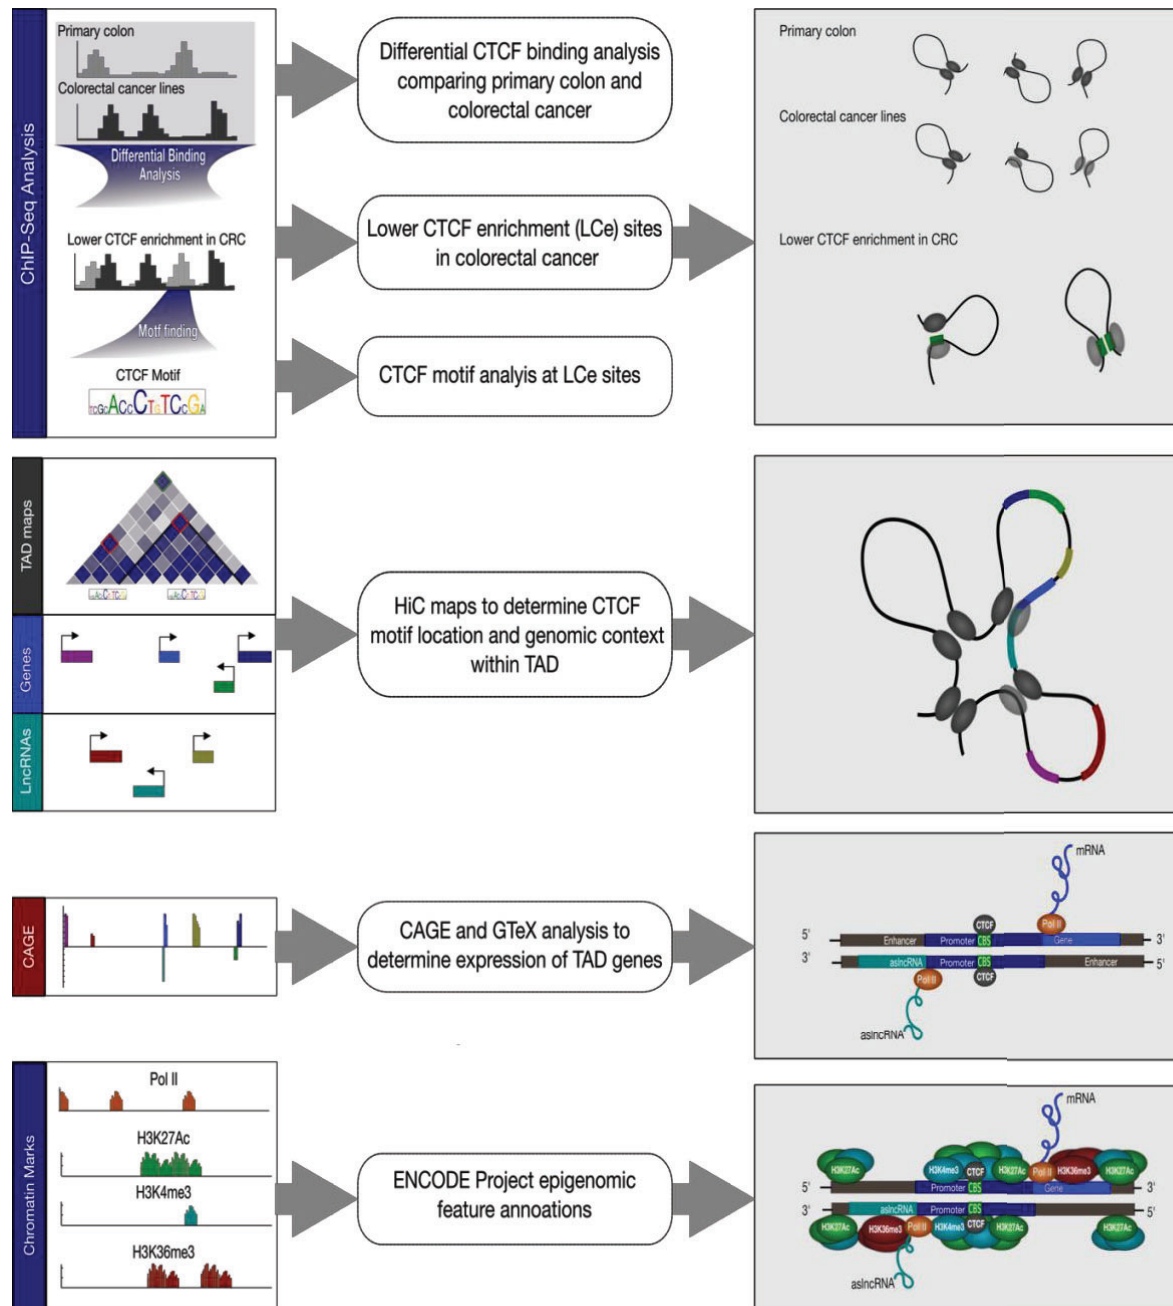 ChIP-Seq Analysis
Primary colon
Colorectal cancer lines
Differential Binding
Analysis
Lower CTCF enrichment in CRC
Motf finding
CTCF Motif
TCGCACCCTGTCCGA
Differential CTCF binding analysis
comparing primary colon and
colorectal cancer
Lower CTCF enrichment (LCe) sites
in colorectal cancer
CTCF motif analyis at LCe sites
Primary colon
Colorectal cancer lines
Lower CTCF enrichment in CRC
TAD maps
Genes
LncRNAs
HiC maps to determine CTCF
motif location and genomic context
within TAD
CAGE
CAGE and GTeX analysis to
determine expression of TAD genes
mRNA
Pol II
CTCF
5' Enhancer Promoter CBS Gene 3'
3' aslncRNA Promoter CBS Enhancer 5'
CTCF
Pol II
aslncRNA
Chromatin Marks
Pol II
H3K27Ac
H3K4me3
H3K36me3
ENCODE Project epigenomic
feature annoations
mRNA
H3K27Ac H3K4me3 CTCF H3K27Ac Pol II H3K36me3 H3K27Ac
5' Promoter CBS Gene 3'
3' aslncRNA Promoter CBS 5'
H3K27Ac H3K36me3 Pol II H3K4me3 CTCF H3K27Ac H3K27Ac
aslncRNA